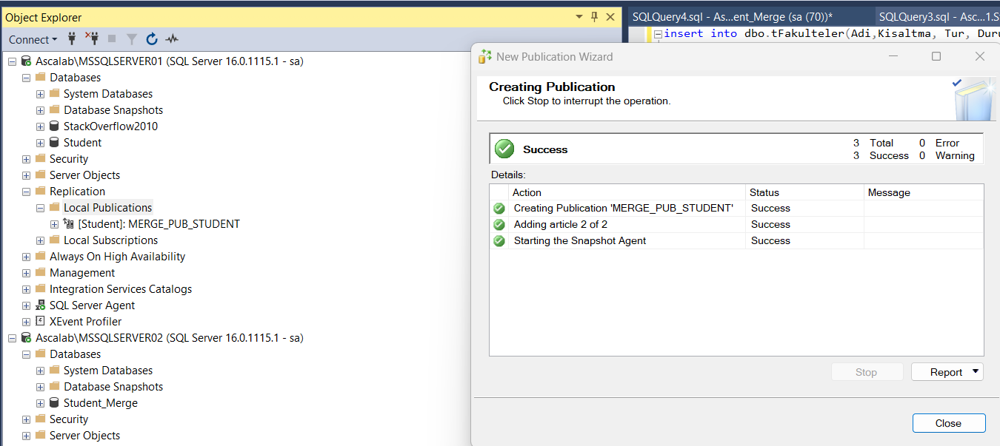 Object Explorer
Connect
Ascalab\MSSQLSERVER01 (SQL Server 16.0.1115.1 - sa)
Databases
System Databases
Database Snapshots
StackOverflow2010
Student
Security
Server Objects
Replication
Local Publications
[Student]: MERGE_PUB_STUDENT
Local Subscriptions
Always On High Availability
Management
Integration Services Catalogs
SQL Server Agent
XEvent Profiler
Ascalab\MSSQLSERVER02 (SQL Server 16.0.1115.1 - sa)
Databases
System Databases
Database Snapshots
Student_Merge
Security
Server Objects
SQLQuery4.sql - As...ent_Merge (sa (70))* SQLQuery3.sql - Asc...1.S
insert into dbo.tFakulteler(Adi,Kisaltma, Tur, Duru
New Publication Wizard
Creating Publication
Click Stop to interrupt the operation.
Success 3 Total 0 Error
3 Success 0 Warning
Details:
Action Status Message
Creating Publication 'MERGE_PUB_STUDENT' Success
Adding article 2 of 2 Success
Starting the Snapshot Agent Success
Stop Report
Close